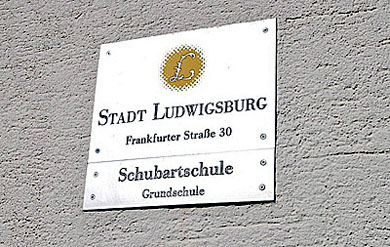 L
STADT LUDWIGSBURG
Frankfurter Straße 30
Schubartschule
Grundschule